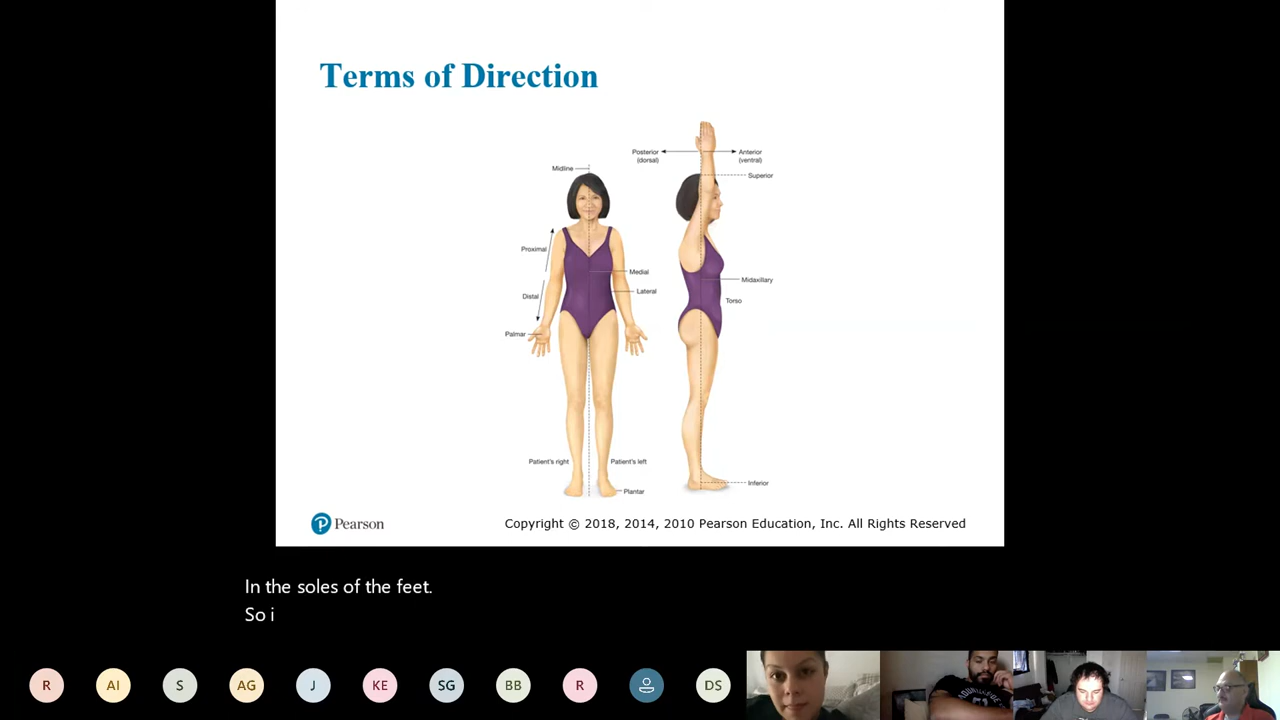 Terms of Direction
Posterior
(dorsal)
Anterior
(ventral)
Midline
Superior
Proximal
Medial
Midaxillary
Lateral
Distal
Torso
Palmar
Patient's right
Patient's left
Inferior
Plantar
P Pearson
Copyright © 2018, 2014, 2010 Pearson Education, Inc. All Rights Reserved
In the soles of the feet.
So i
R AI S AG J KE SG BB R DS